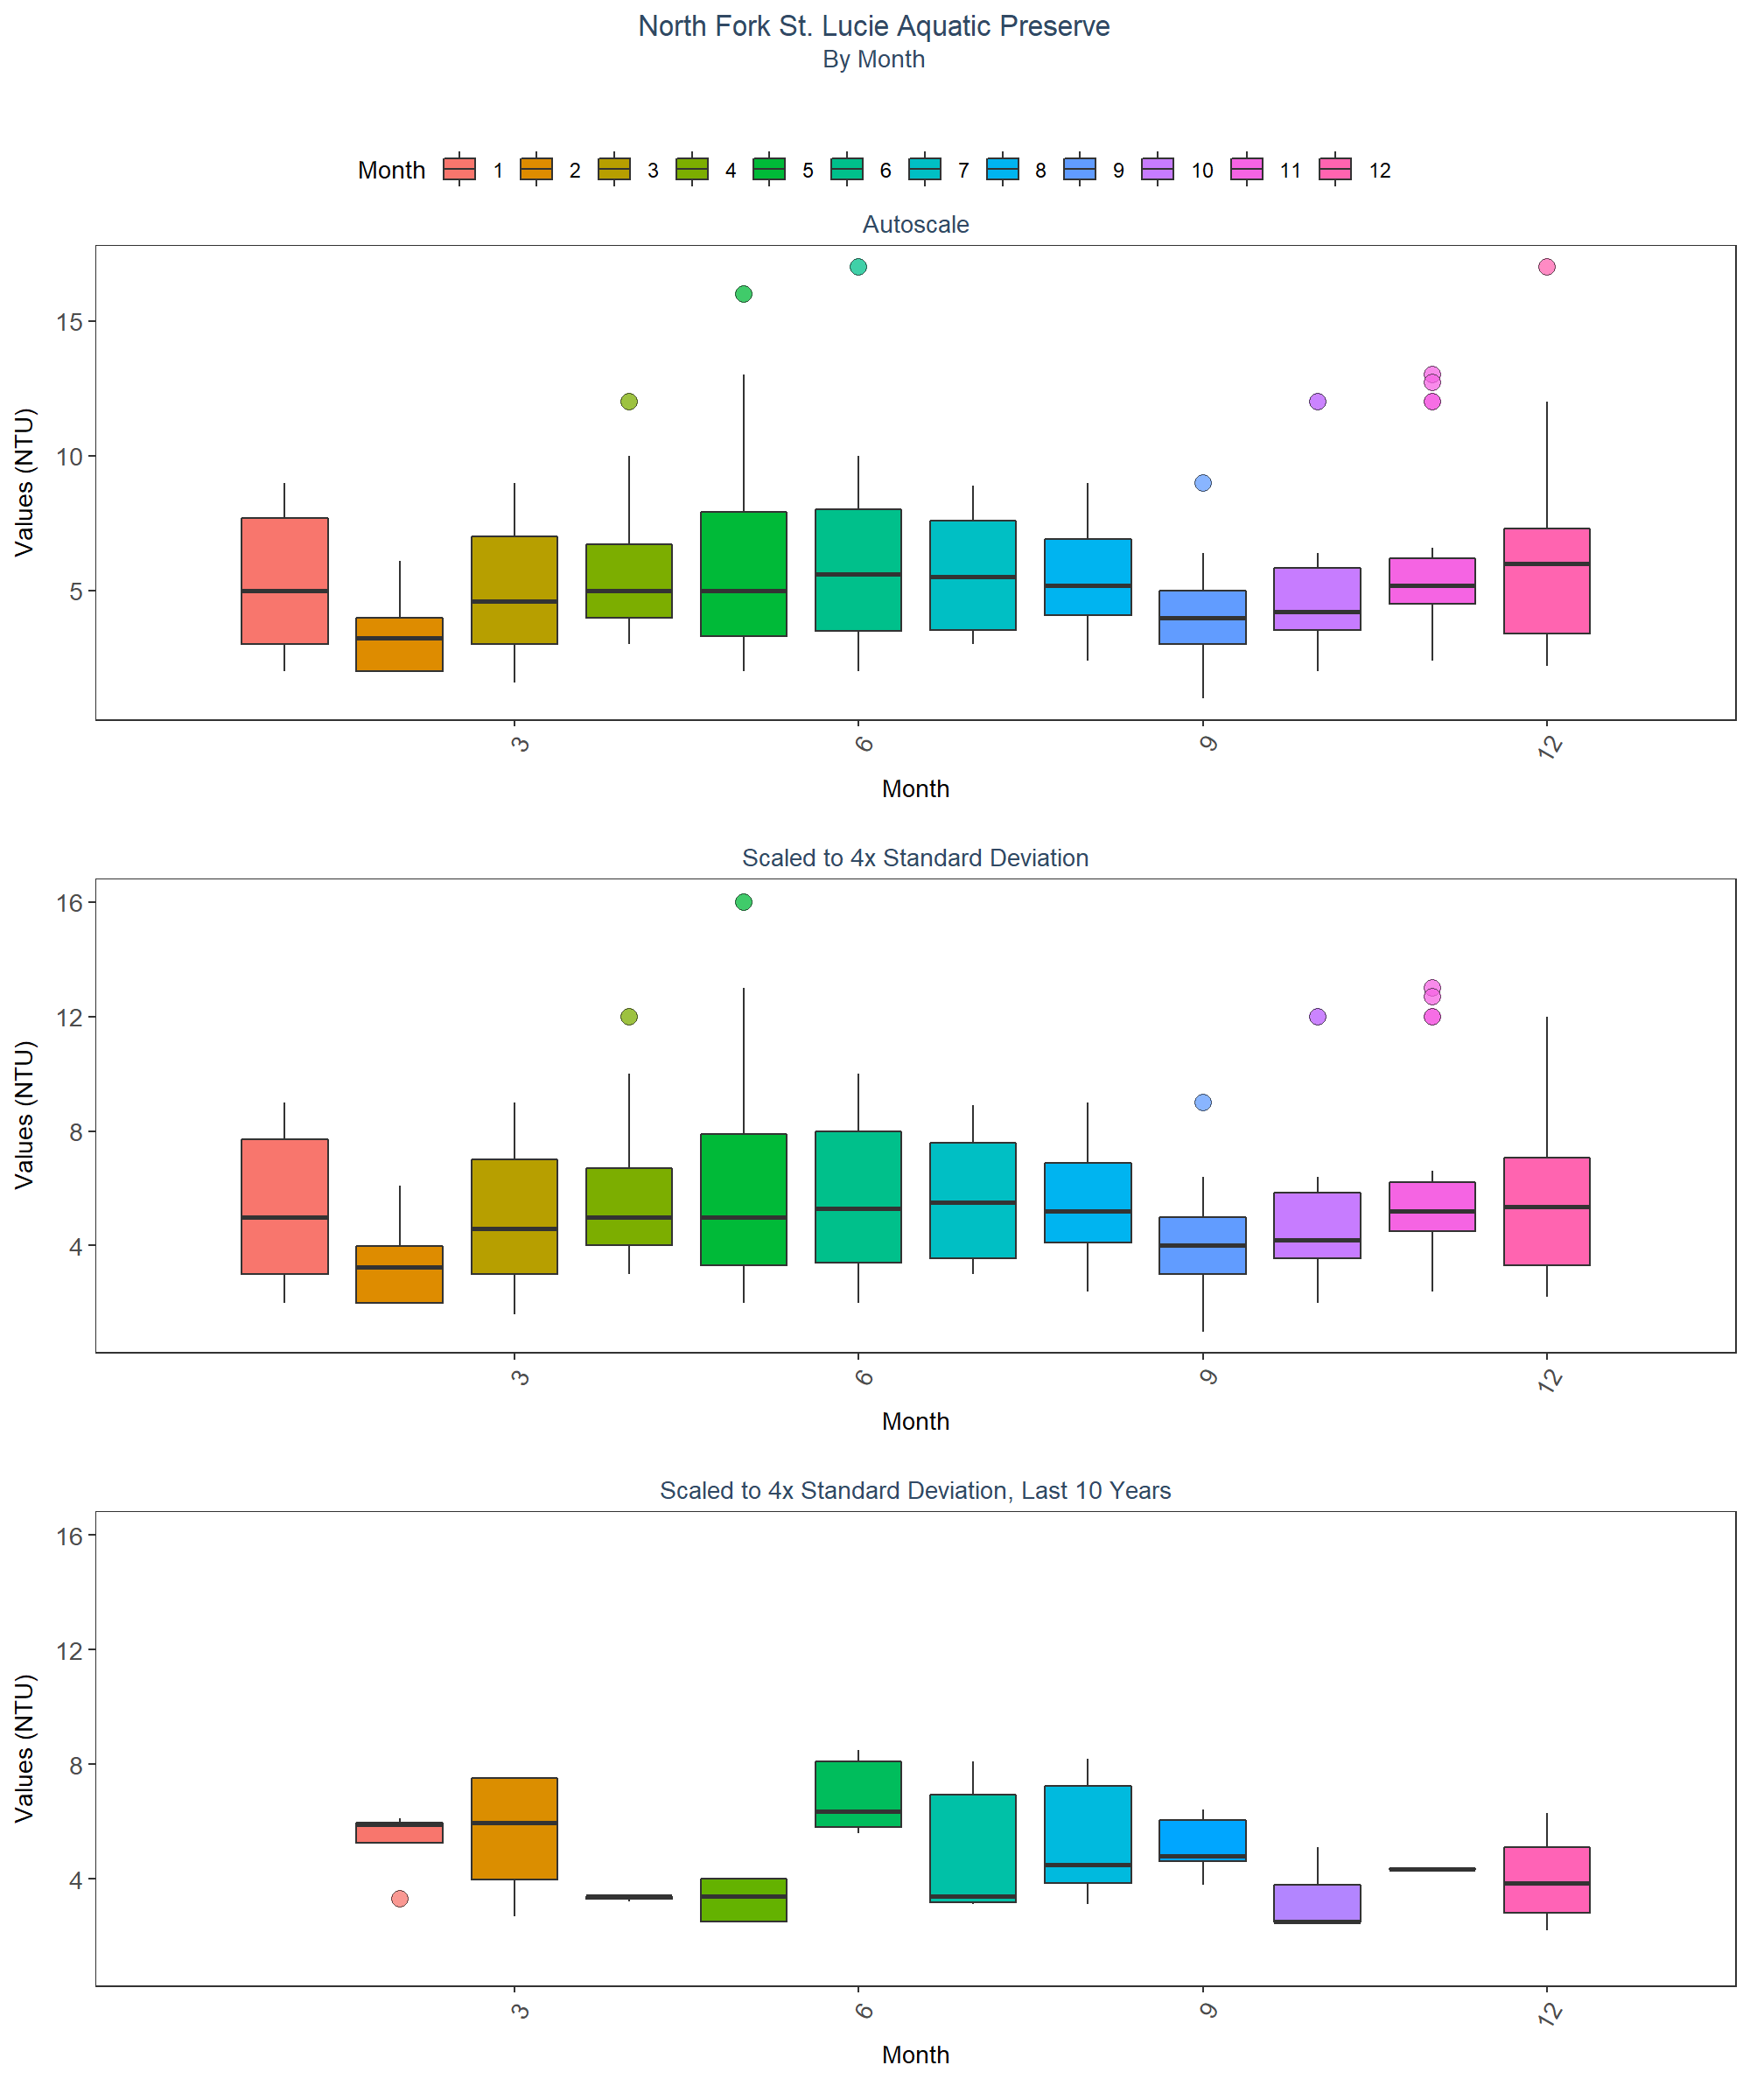 North Fork St. Lucie Aquatic Preserve
By Month
Month 1 2 3 4 5 6 7 8 9 10 11 12
Autoscale
Values (NTU)
15
10
5
3 6 9 12
Month
Scaled to 4x Standard Deviation
Values (NTU)
16
12
8
4
3 6 9 12
Month
Scaled to 4x Standard Deviation, Last 10 Years
Values (NTU)
16
12
8
4
3 6 9 12
Month